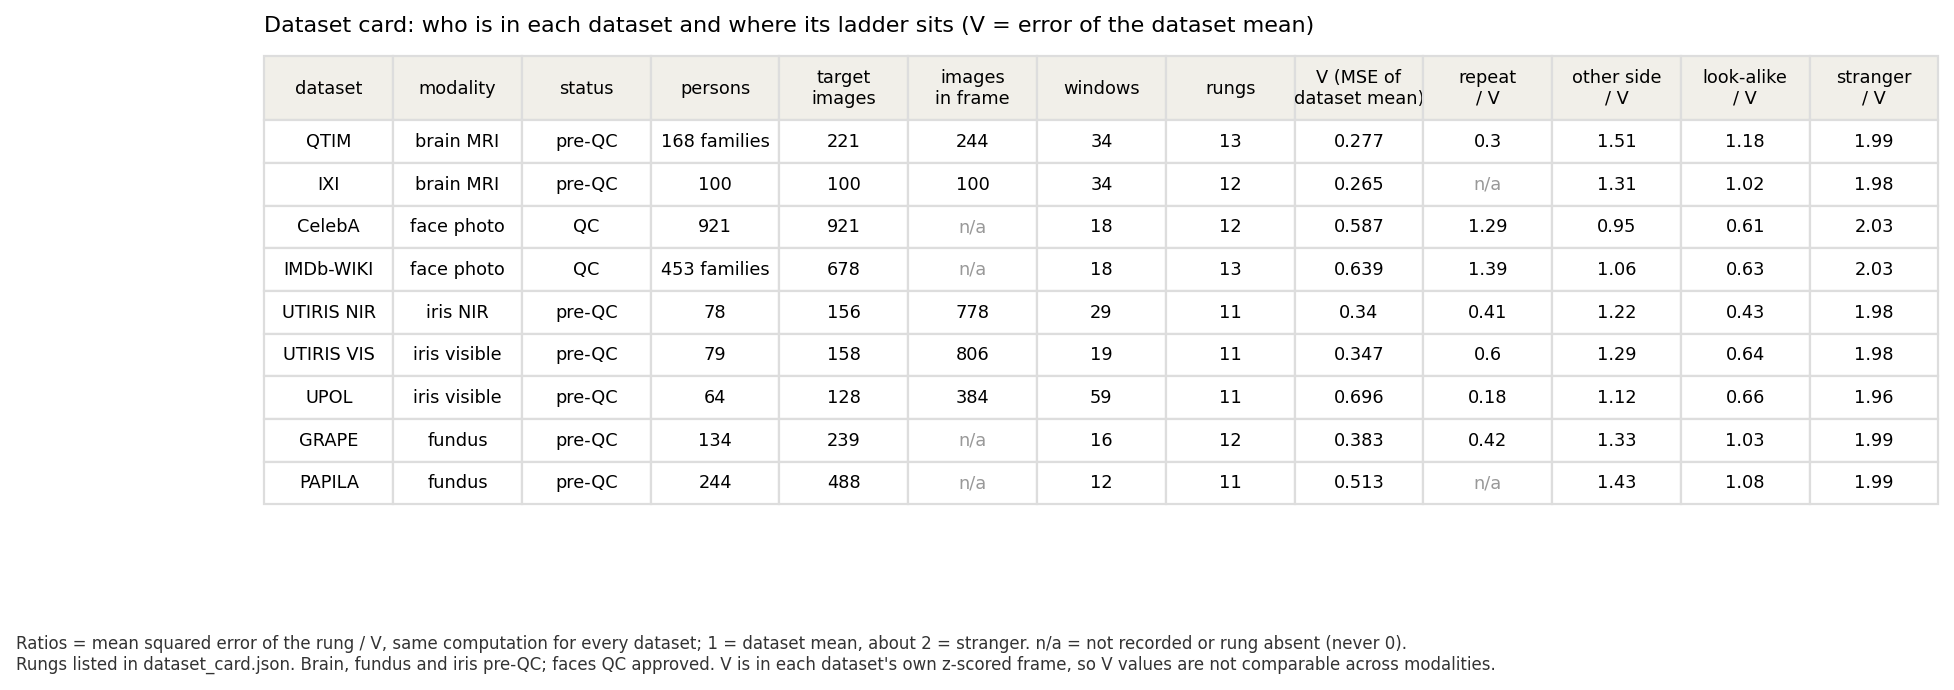 Dataset card: who is in each dataset and where its ladder sits (V = error of the dataset mean)
dataset modality status persons target images images in frame windows rungs V (MSE of dataset mean) repeat / V other side / V look-alike / V stranger / V
QTIM brain MRI pre-QC 168 families 221 244 34 13 0.277 0.3 1.51 1.18 1.99
IXI brain MRI pre-QC 100 100 100 34 12 0.265 n/a 1.31 1.02 1.98
CelebA face photo QC 921 921 n/a 18 12 0.587 1.29 0.95 0.61 2.03
IMDb-WIKI face photo QC 453 families 678 n/a 18 13 0.639 1.39 1.06 0.63 2.03
UTIRIS NIR iris NIR pre-QC 78 156 778 29 11 0.34 0.41 1.22 0.43 1.98
UTIRIS VIS iris visible pre-QC 79 158 806 19 11 0.347 0.6 1.29 0.64 1.98
UPOL iris visible pre-QC 64 128 384 59 11 0.696 0.18 1.12 0.66 1.96
GRAPE fundus pre-QC 134 239 n/a 16 12 0.383 0.42 1.33 1.03 1.99
PAPILA fundus pre-QC 244 488 n/a 12 11 0.513 n/a 1.43 1.08 1.99
Ratios = mean squared error of the rung / V, same computation for every dataset; 1 = dataset mean, about 2 = stranger. n/a = not recorded or rung absent (never 0).
Rungs listed in dataset_card.json. Brain, fundus and iris pre-QC; faces QC approved. V is in each dataset's own z-scored frame, so V values are not comparable across modalities.